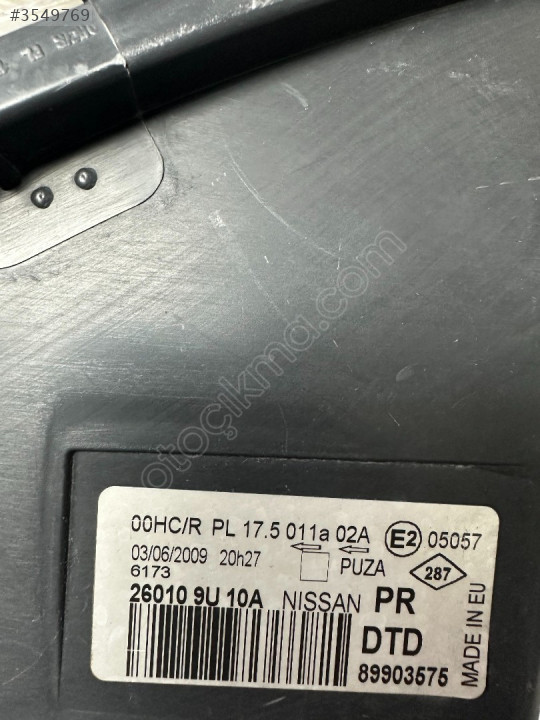 #3549769
otoçıkma.com
00HC/R PL 17.5 011a 02A E2 05057
03/06/2009 20h27
6173
PUZA 287
26010 9U 10A NISSAN PR
DTD
89903575
MADE IN EU